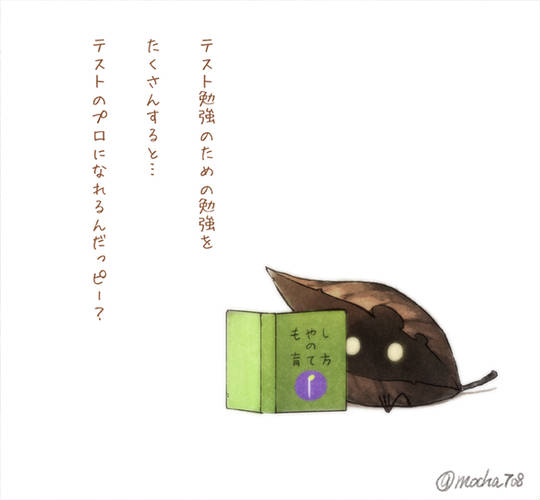 テスト勉強のための勉強を
たくさんすると…
テストのプロになれるんだっピー？
もやし
の
育て方
@mocha708